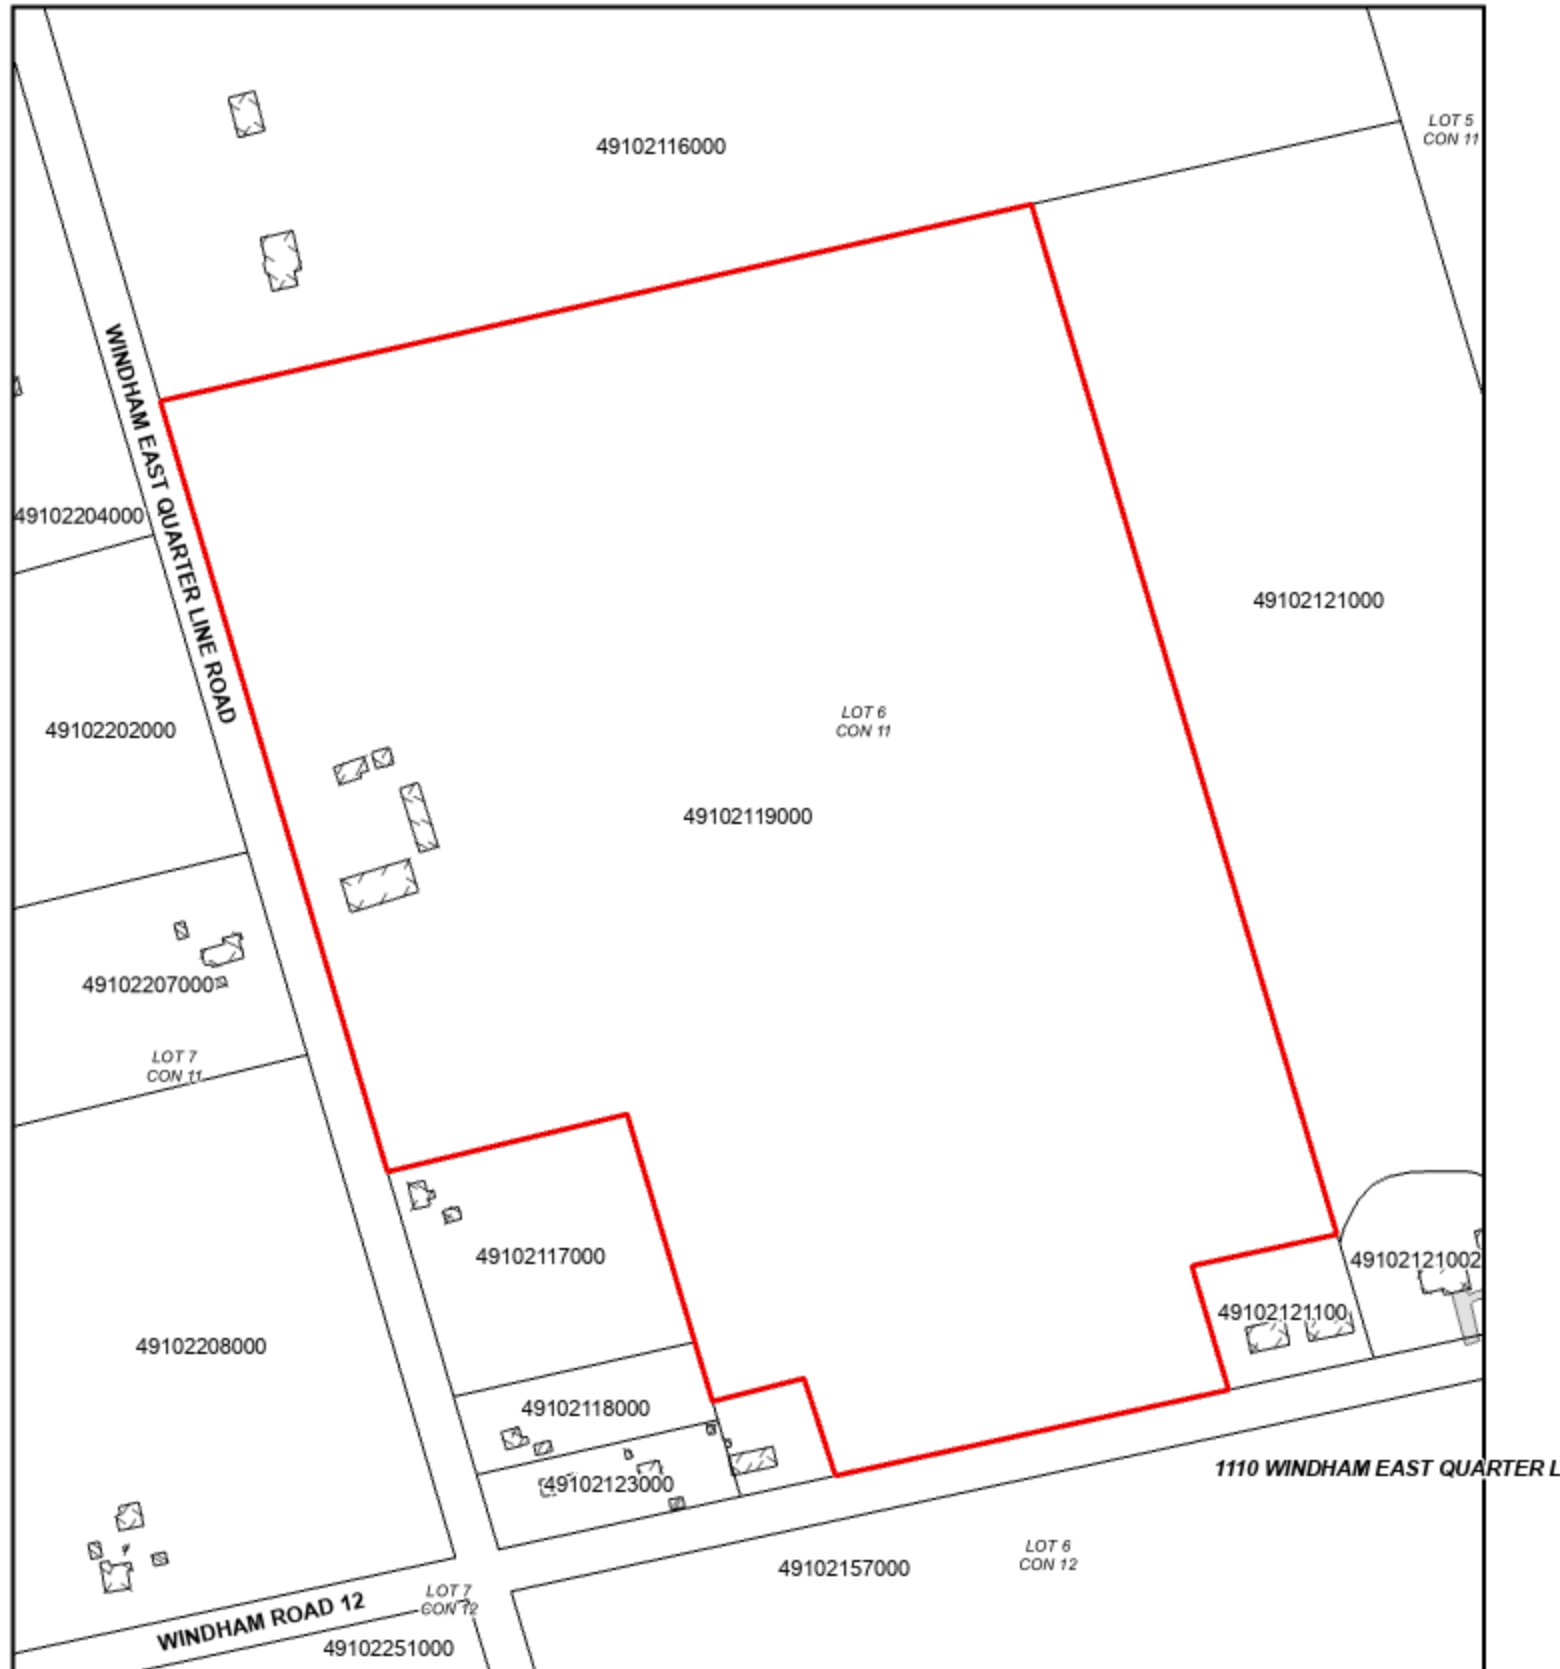 LOT 5
CON 11
49102116000
WINDHAM EAST QUARTER LINE ROAD
49102204000
49102121000
LOT 6
CON 11
49102202000
49102119000
49102207000
LOT 7
CON 11
49102117000
49102121002
49102121100
49102208000
49102118000
49102123000
1110 WINDHAM EAST QUARTER L
LOT 6
CON 12
49102157000
LOT 7
CON 12
WINDHAM ROAD 12
49102251000